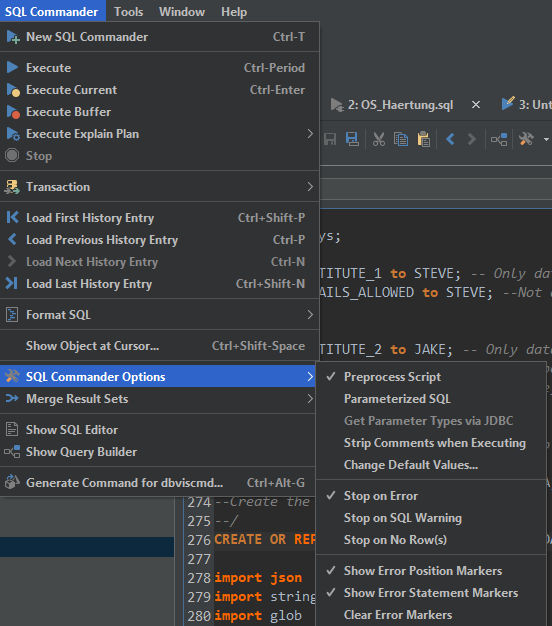 SQL Commander Tools Window Help
New SQL Commander Ctrl-T
Execute Ctrl-Period
Execute Current Ctrl-Enter
Execute Buffer
Execute Explain Plan
Stop
Transaction
Load First History Entry Ctrl+Shift-P
Load Previous History Entry Ctrl-P
Load Next History Entry Ctrl-N
Load Last History Entry Ctrl+Shift-N
Format SQL
Show Object at Cursor... Ctrl+Shift-Space
SQL Commander Options
Merge Result Sets
Show SQL Editor
Show Query Builder
Generate Command for dbviscmd... Ctrl+Alt-G
2: OS_Haertung.sql × 3: Unt
ys;
TITUTE_1 to STEVE; -- Only dat
AILS_ALLOWED to STEVE; --Not
TITUTE_2 to JAKE; -- Only dat
✓ Preprocess Script
Parameterized SQL
Get Parameter Types via JDBC
Strip Comments when Executing
Change Default Values...
✓ Stop on Error
Stop on SQL Warning
Stop on No Row(s)
✓ Show Error Position Markers
✓ Show Error Statement Markers
Clear Error Markers
274 --Create the
275 --/
276 CREATE OR REP
277
278 import json
279 import string
280 import glob